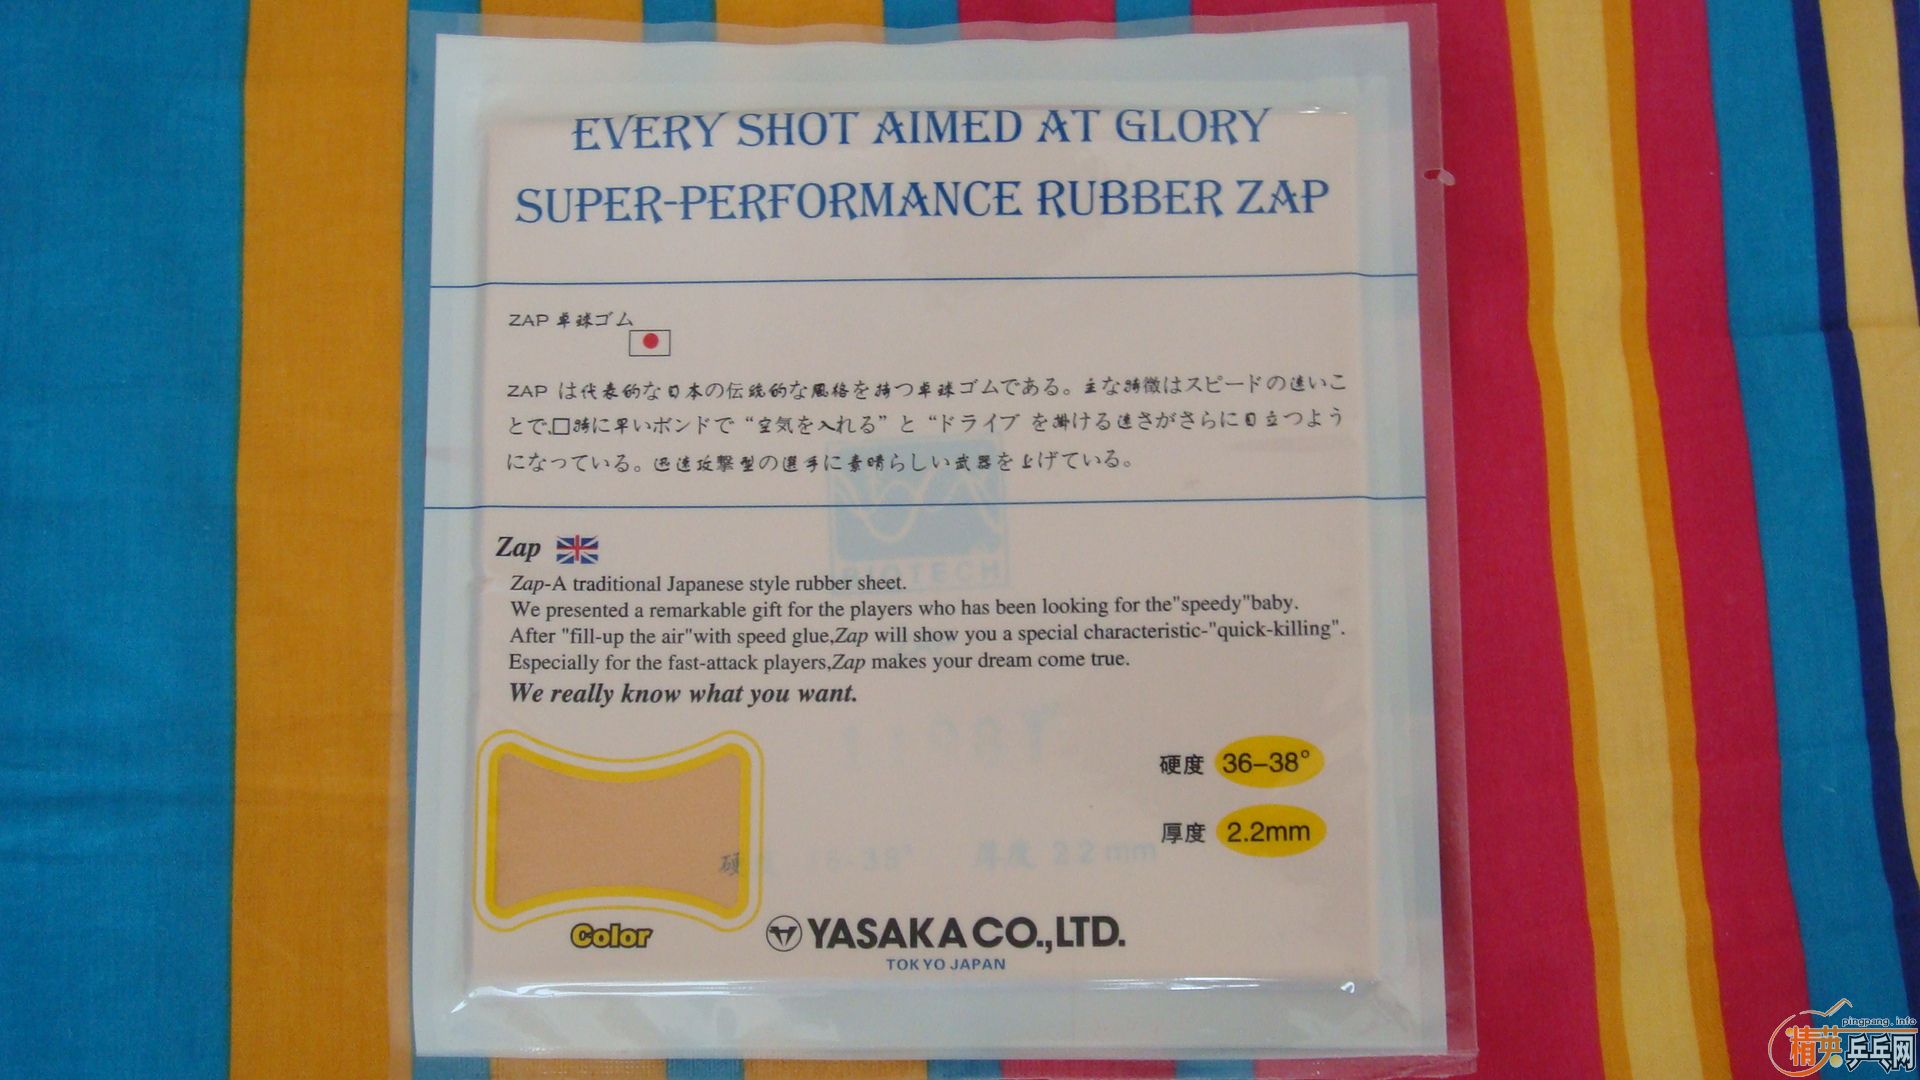 EVERY SHOT AIMED AT GLORY
SUPER-PERFORMANCE RUBBER ZAP
ZAP 卓球ゴム
ZAP は代表的な日本の伝統的な風格を持つ卓球ゴムである。主な特徴はスピードの速いこ
とで、□時に早いボンドで“空気を入れる”と“ドライブ を掛ける速さがさらに目立つよう
になっている。迅速攻撃型の選手に素晴らしい武器を上げている。
Zap
Zap-A traditional Japanese style rubber sheet.
We presented a remarkable gift for the players who has been looking for the"speedy"baby.
After "fill-up the air"with speed glue,Zap will show you a special characteristic-"quick-killing".
Especially for the fast-attack players,Zap makes your dream come true.
We really know what you want.
硬度 36-38°
厚度 2.2mm
Color
YASAKA CO.,LTD.
TOKYO JAPAN
pingpang.info
精英乒乓网